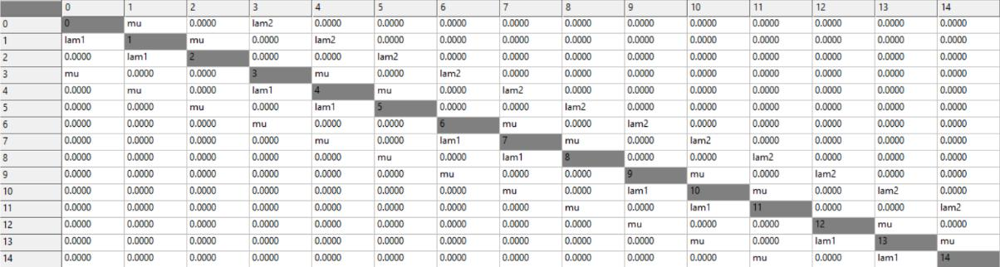 0 1 2 3 4 5 6 7 8 9 10 11 12 13 14
0 0 mu 0.0000 lam2 0.0000 0.0000 0.0000 0.0000 0.0000 0.0000 0.0000 0.0000 0.0000 0.0000 0.0000
1 lam1 1 mu 0.0000 lam2 0.0000 0.0000 0.0000 0.0000 0.0000 0.0000 0.0000 0.0000 0.0000 0.0000
2 0.0000 lam1 2 0.0000 0.0000 lam2 0.0000 0.0000 0.0000 0.0000 0.0000 0.0000 0.0000 0.0000 0.0000
3 mu 0.0000 0.0000 3 mu 0.0000 lam2 0.0000 0.0000 0.0000 0.0000 0.0000 0.0000 0.0000 0.0000
4 0.0000 mu 0.0000 lam1 4 mu 0.0000 lam2 0.0000 0.0000 0.0000 0.0000 0.0000 0.0000 0.0000
5 0.0000 0.0000 mu 0.0000 lam1 5 0.0000 0.0000 lam2 0.0000 0.0000 0.0000 0.0000 0.0000 0.0000
6 0.0000 0.0000 0.0000 mu 0.0000 0.0000 6 mu 0.0000 lam2 0.0000 0.0000 0.0000 0.0000 0.0000
7 0.0000 0.0000 0.0000 0.0000 mu 0.0000 lam1 7 mu 0.0000 lam2 0.0000 0.0000 0.0000 0.0000
8 0.0000 0.0000 0.0000 0.0000 0.0000 mu 0.0000 lam1 8 0.0000 0.0000 lam2 0.0000 0.0000 0.0000
9 0.0000 0.0000 0.0000 0.0000 0.0000 0.0000 mu 0.0000 0.0000 9 mu 0.0000 lam2 0.0000 0.0000
10 0.0000 0.0000 0.0000 0.0000 0.0000 0.0000 0.0000 mu 0.0000 lam1 10 mu 0.0000 lam2 0.0000
11 0.0000 0.0000 0.0000 0.0000 0.0000 0.0000 0.0000 0.0000 mu 0.0000 lam1 11 0.0000 0.0000 lam2
12 0.0000 0.0000 0.0000 0.0000 0.0000 0.0000 0.0000 0.0000 0.0000 mu 0.0000 0.0000 12 mu 0.0000
13 0.0000 0.0000 0.0000 0.0000 0.0000 0.0000 0.0000 0.0000 0.0000 0.0000 mu 0.0000 lam1 13 mu
14 0.0000 0.0000 0.0000 0.0000 0.0000 0.0000 0.0000 0.0000 0.0000 0.0000 0.0000 mu 0.0000 lam1 14